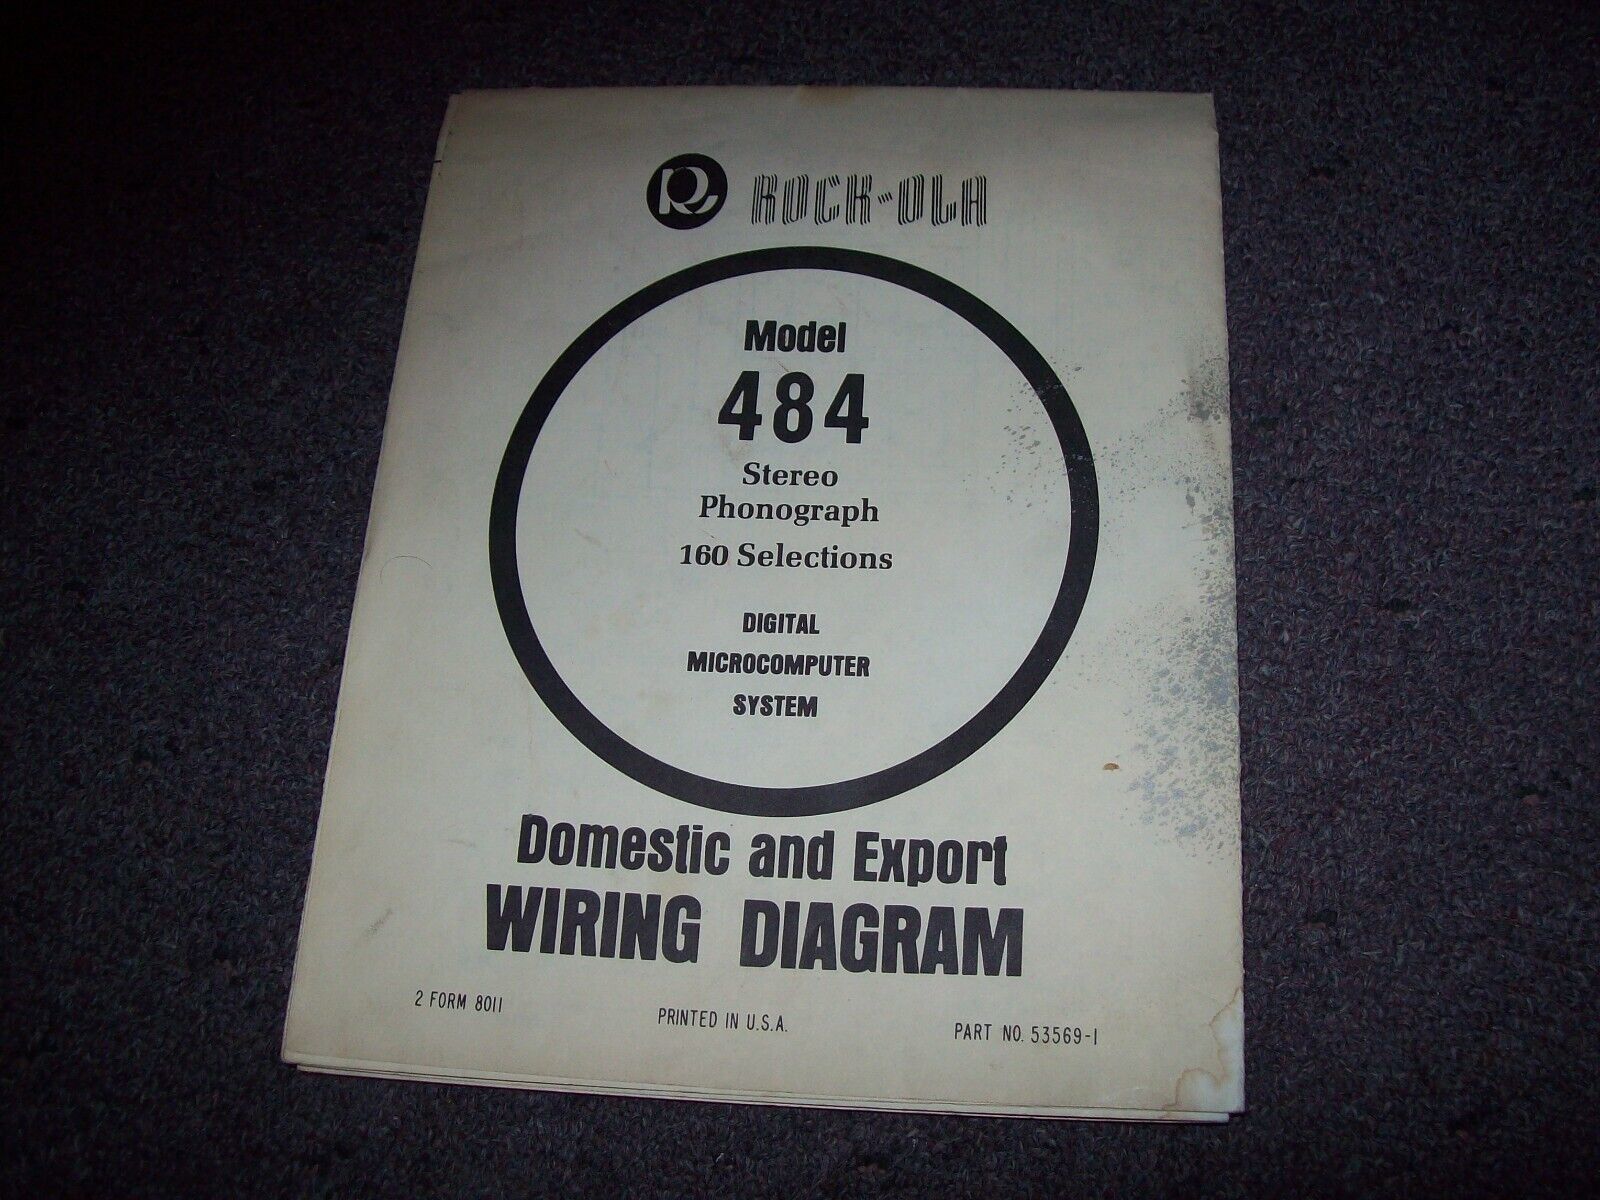 R ROCK-OLA
Model
484
Stereo
Phonograph
160 Selections
DIGITAL
MICROCOMPUTER
SYSTEM
Domestic and Export
WIRING DIAGRAM
2 FORM 8011
PRINTED IN U.S.A.
PART NO. 53569-1